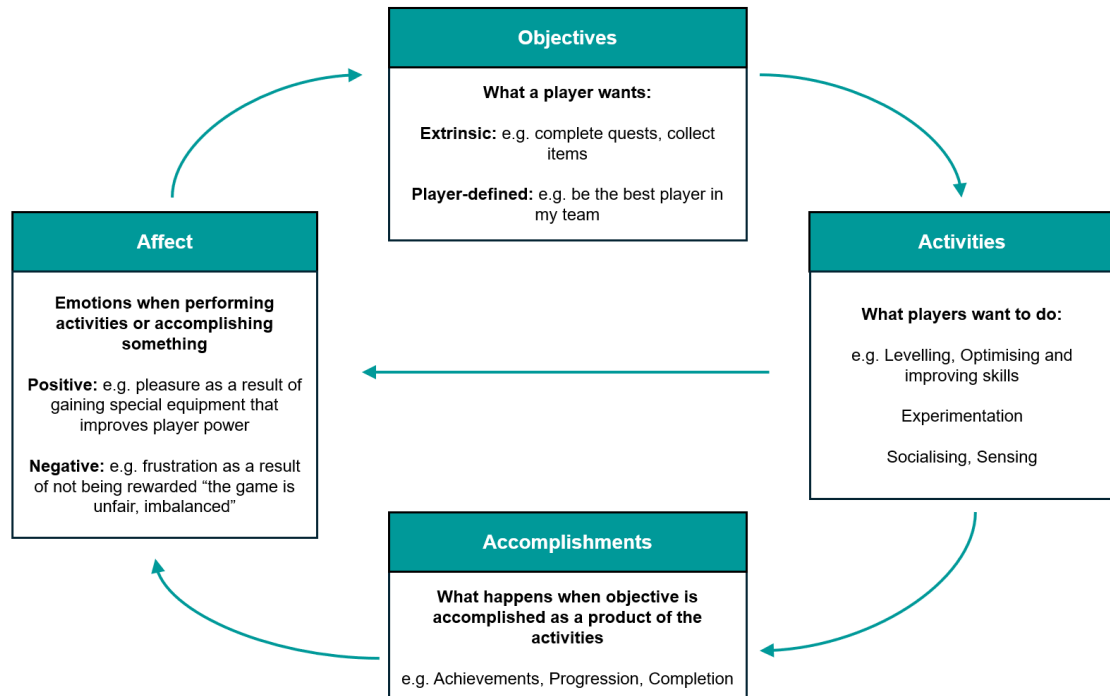 Objectives
What a player wants:
Extrinsic: e.g. complete quests, collect
items
Player-defined: e.g. be the best player in
my team
Activities
What players want to do:
e.g. Levelling, Optimising and
improving skills
Experimentation
Socialising, Sensing
Accomplishments
What happens when objective is
accomplished as a product of the
activities
e.g. Achievements, Progression, Completion
Affect
Emotions when performing
activities or accomplishing
something
Positive: e.g. pleasure as a result of
gaining special equipment that
improves player power
Negative: e.g. frustration as a result
of not being rewarded “the game is
unfair, imbalanced”